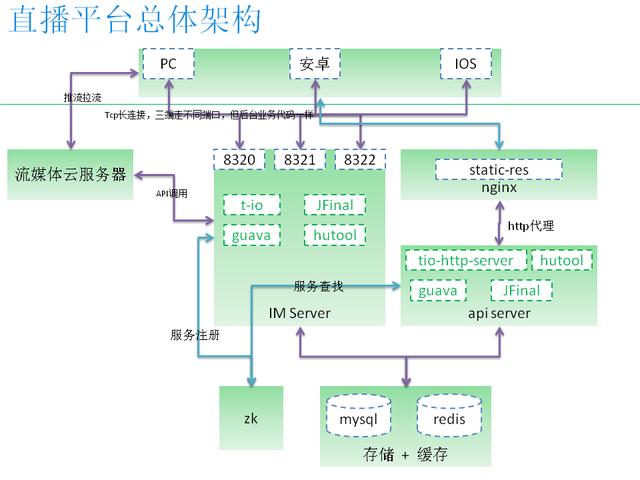 直播平台总体架构
PC
安卓
IOS
推流拉流
Tcp长连接，三端走不同端口，但后台业务代码一样
流媒体云服务器
8320
8321
8322
static-res
nginx
API调用
t-io
JFinal
guava
hutool
http代理
tio-http-server
hutool
guava
JFinal
服务查找
IM Server
api server
服务注册
zk
mysql
redis
存储 + 缓存